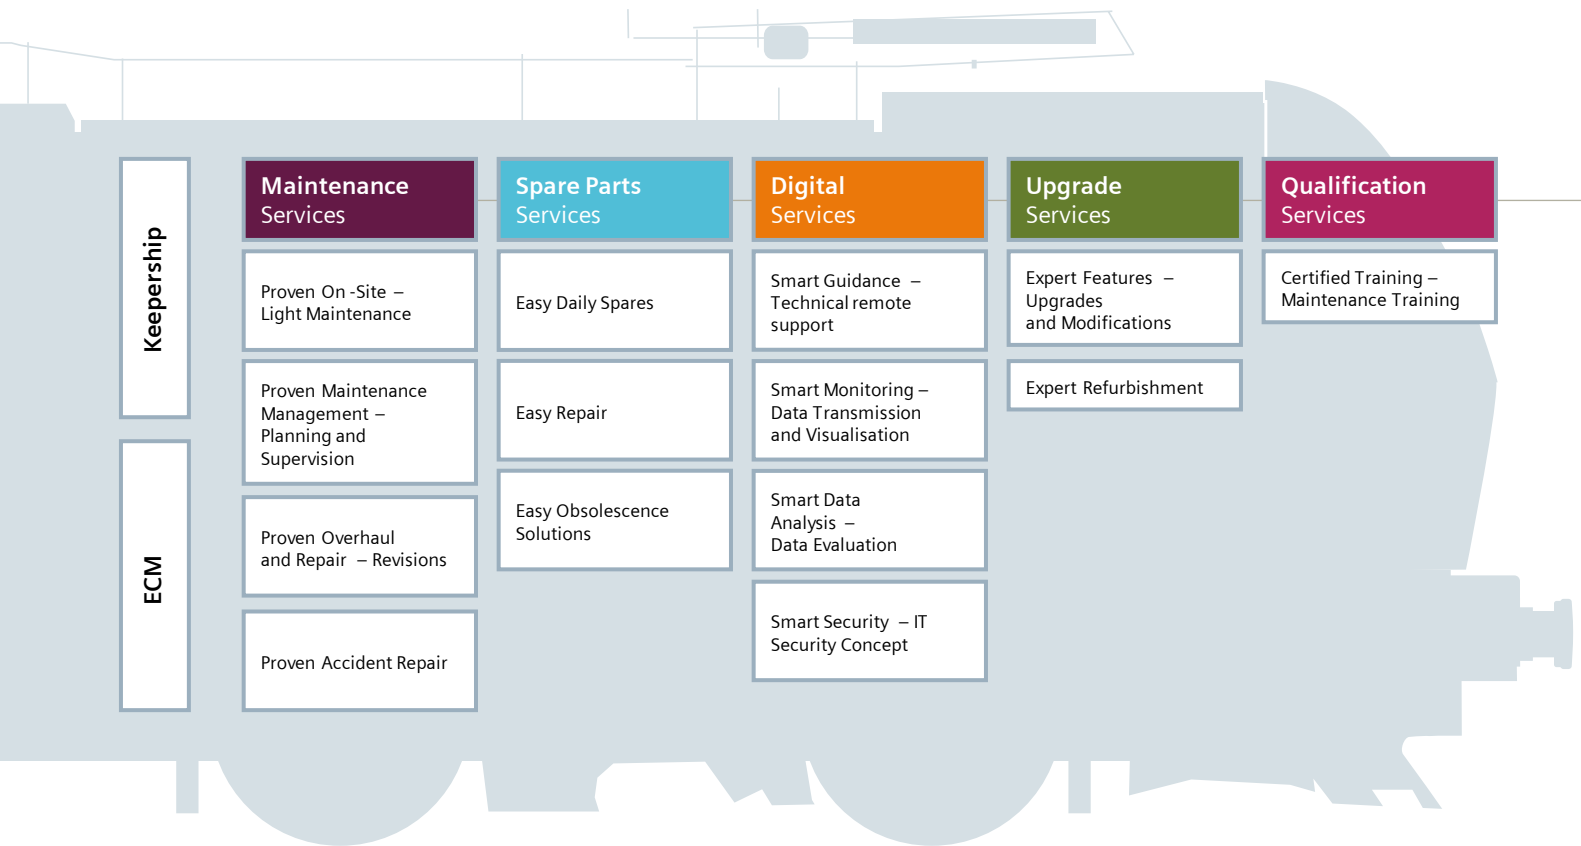 Keepership
ECM
Maintenance
Services
Proven On -Site –
Light Maintenance
Proven Maintenance
Management –
Planning and
Supervision
Proven Overhaul
and Repair – Revisions
Proven Accident Repair
Spare Parts
Services
Easy Daily Spares
Easy Repair
Easy Obsolescence
Solutions
Digital
Services
Smart Guidance –
Technical remote
support
Smart Monitoring –
Data Transmission
and Visualisation
Smart Data
Analysis –
Data Evaluation
Smart Security – IT
Security Concept
Upgrade
Services
Expert Features –
Upgrades
and Modifications
Expert Refurbishment
Qualification
Services
Certified Training –
Maintenance Training